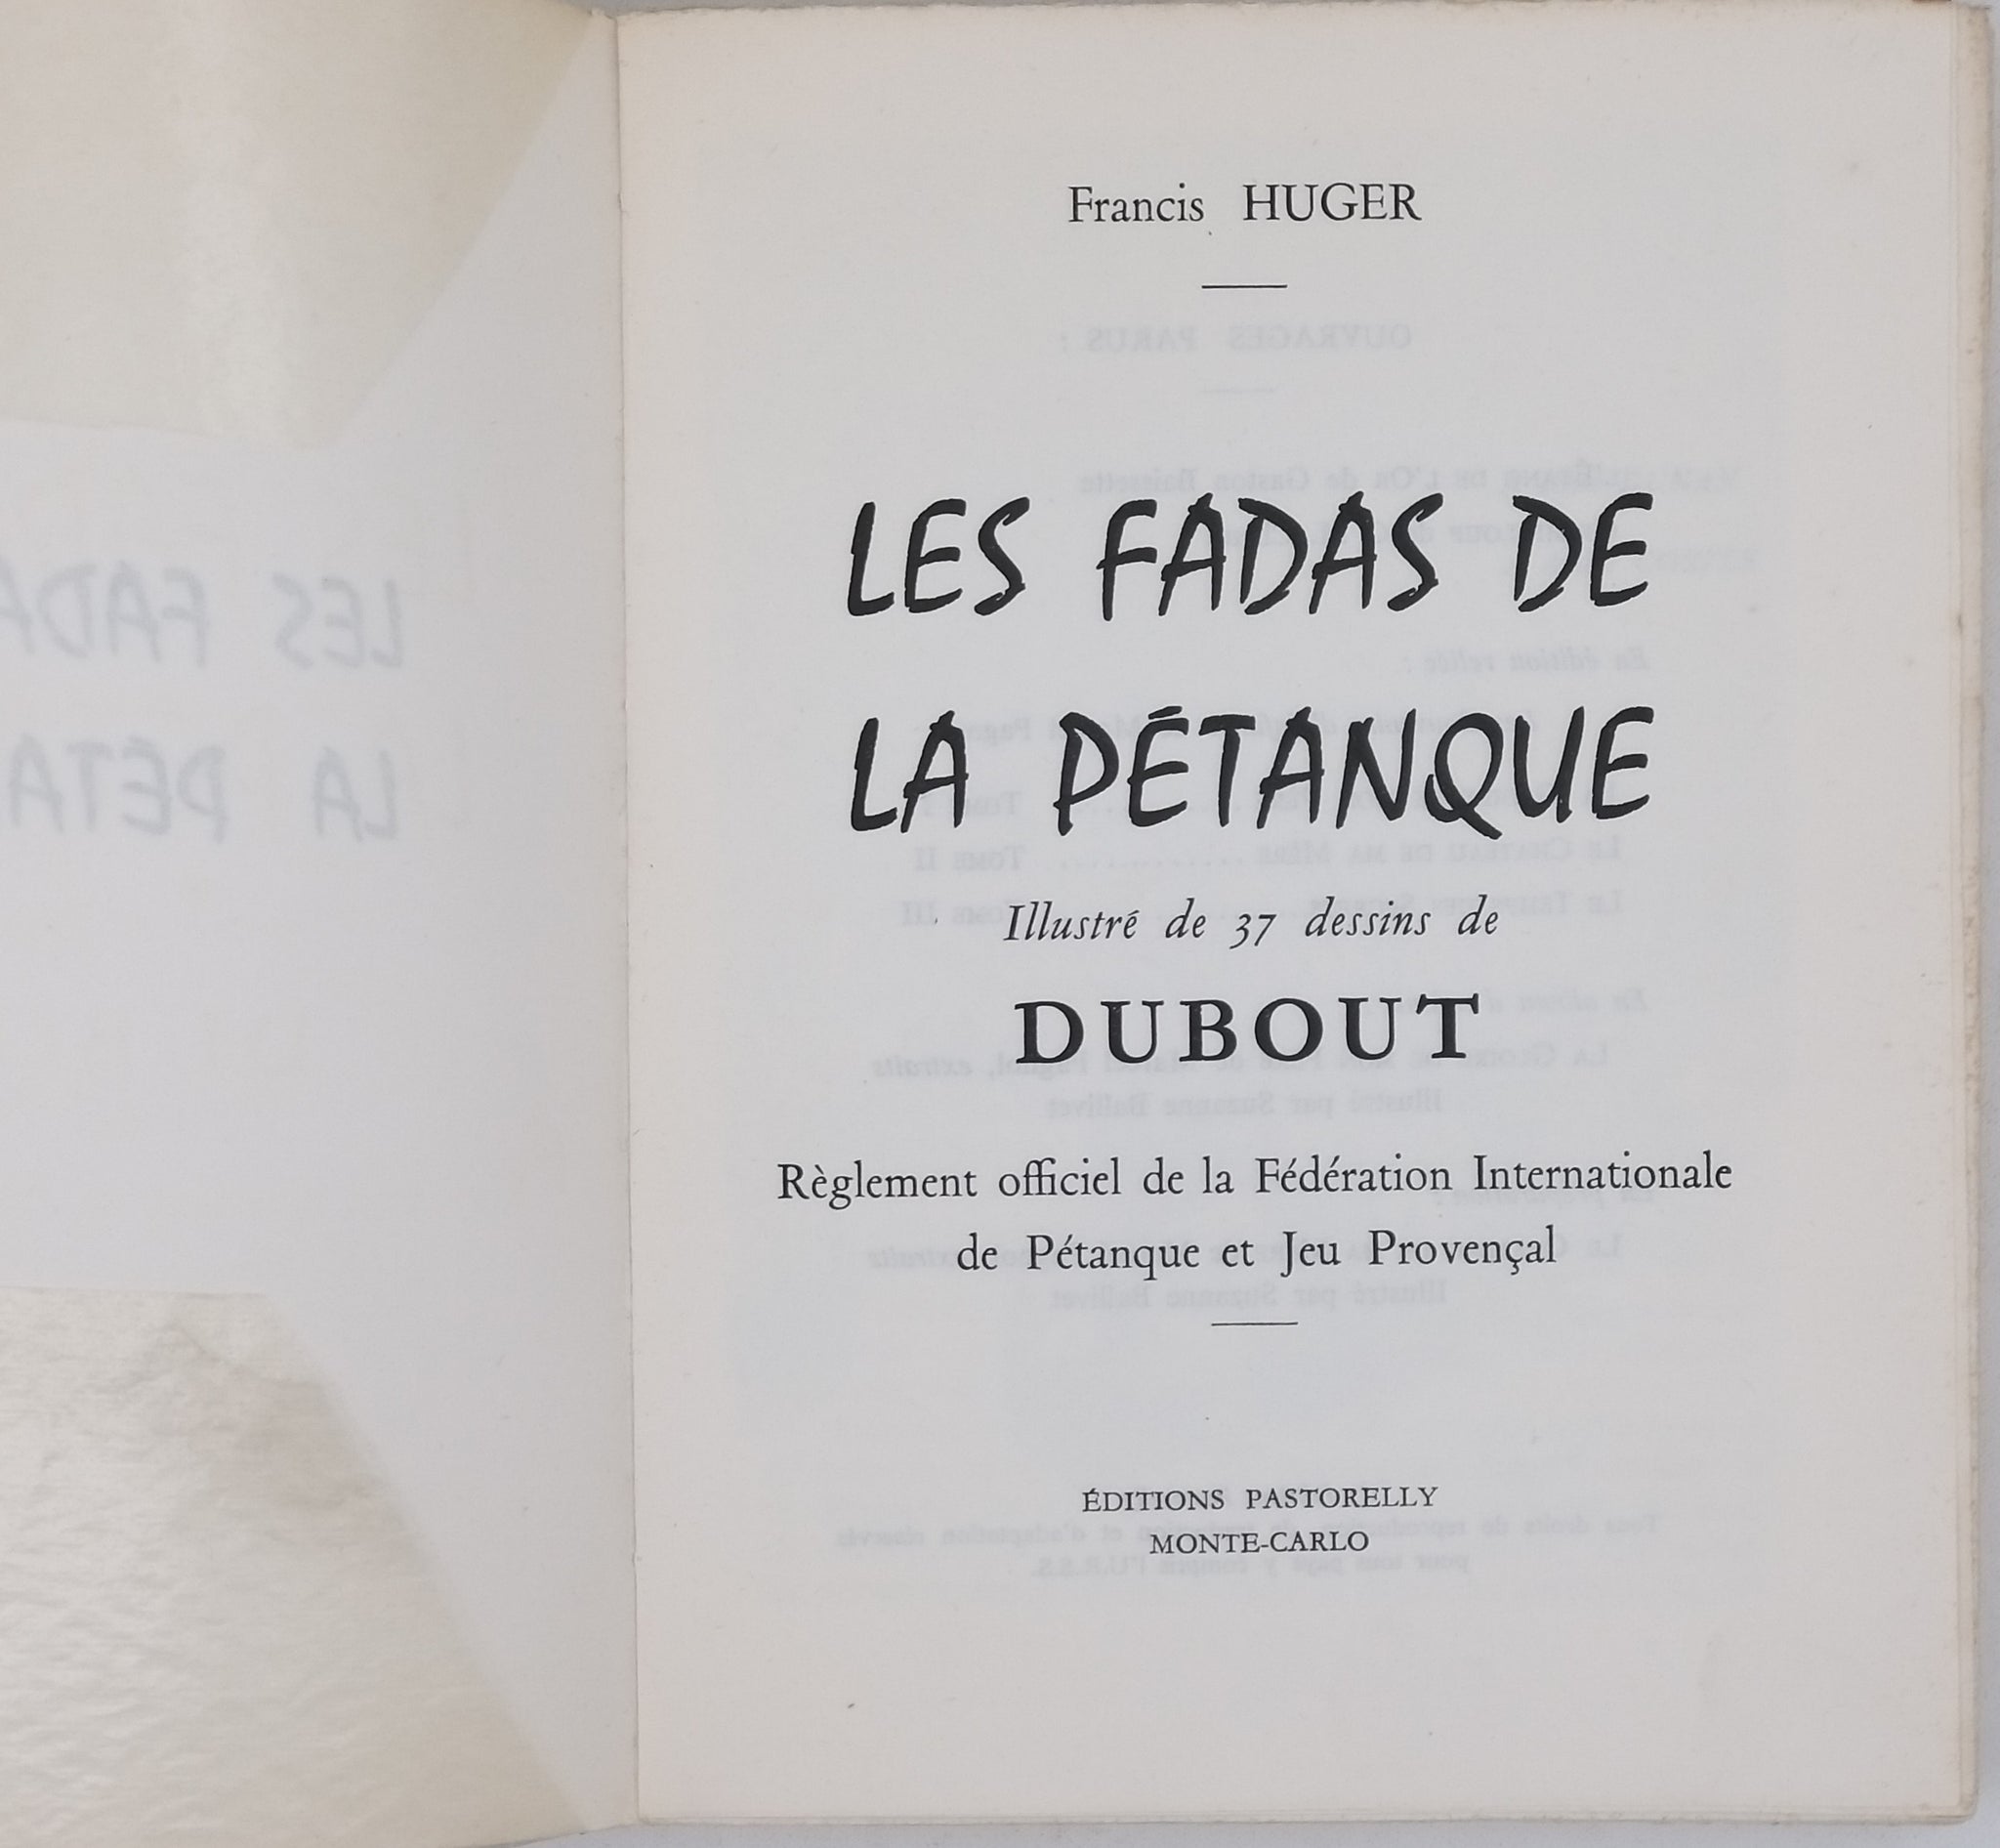 Francis HUGER
LES FADAS DE
LA PÉTANQUE
Illustré de 37 dessins de
DUBOUT
Règlement officiel de la Fédération Internationale
de Pétanque et Jeu Provençal
ÉDITIONS PASTORELLY
MONTE-CARLO